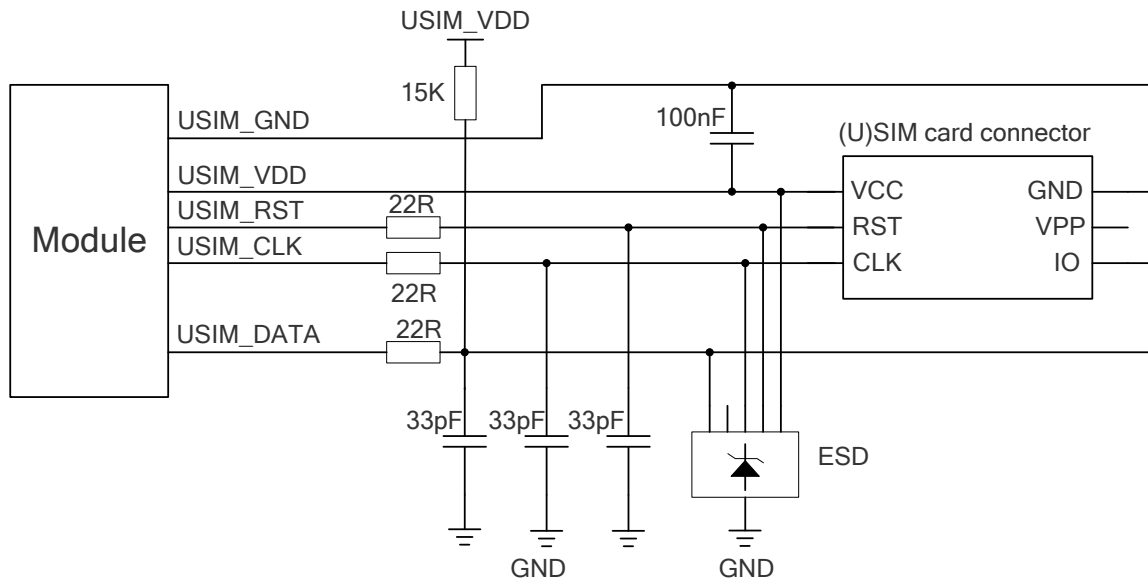 USIM_VDD
15K
USIM_GND
100nF
(U)SIM card connector
USIM_VDD
VCC
GND
USIM_RST
22R
RST
VPP
Module
USIM_CLK
CLK
IO
22R
USIM_DATA
22R
33pF
33pF
33pF
ESD
GND
GND